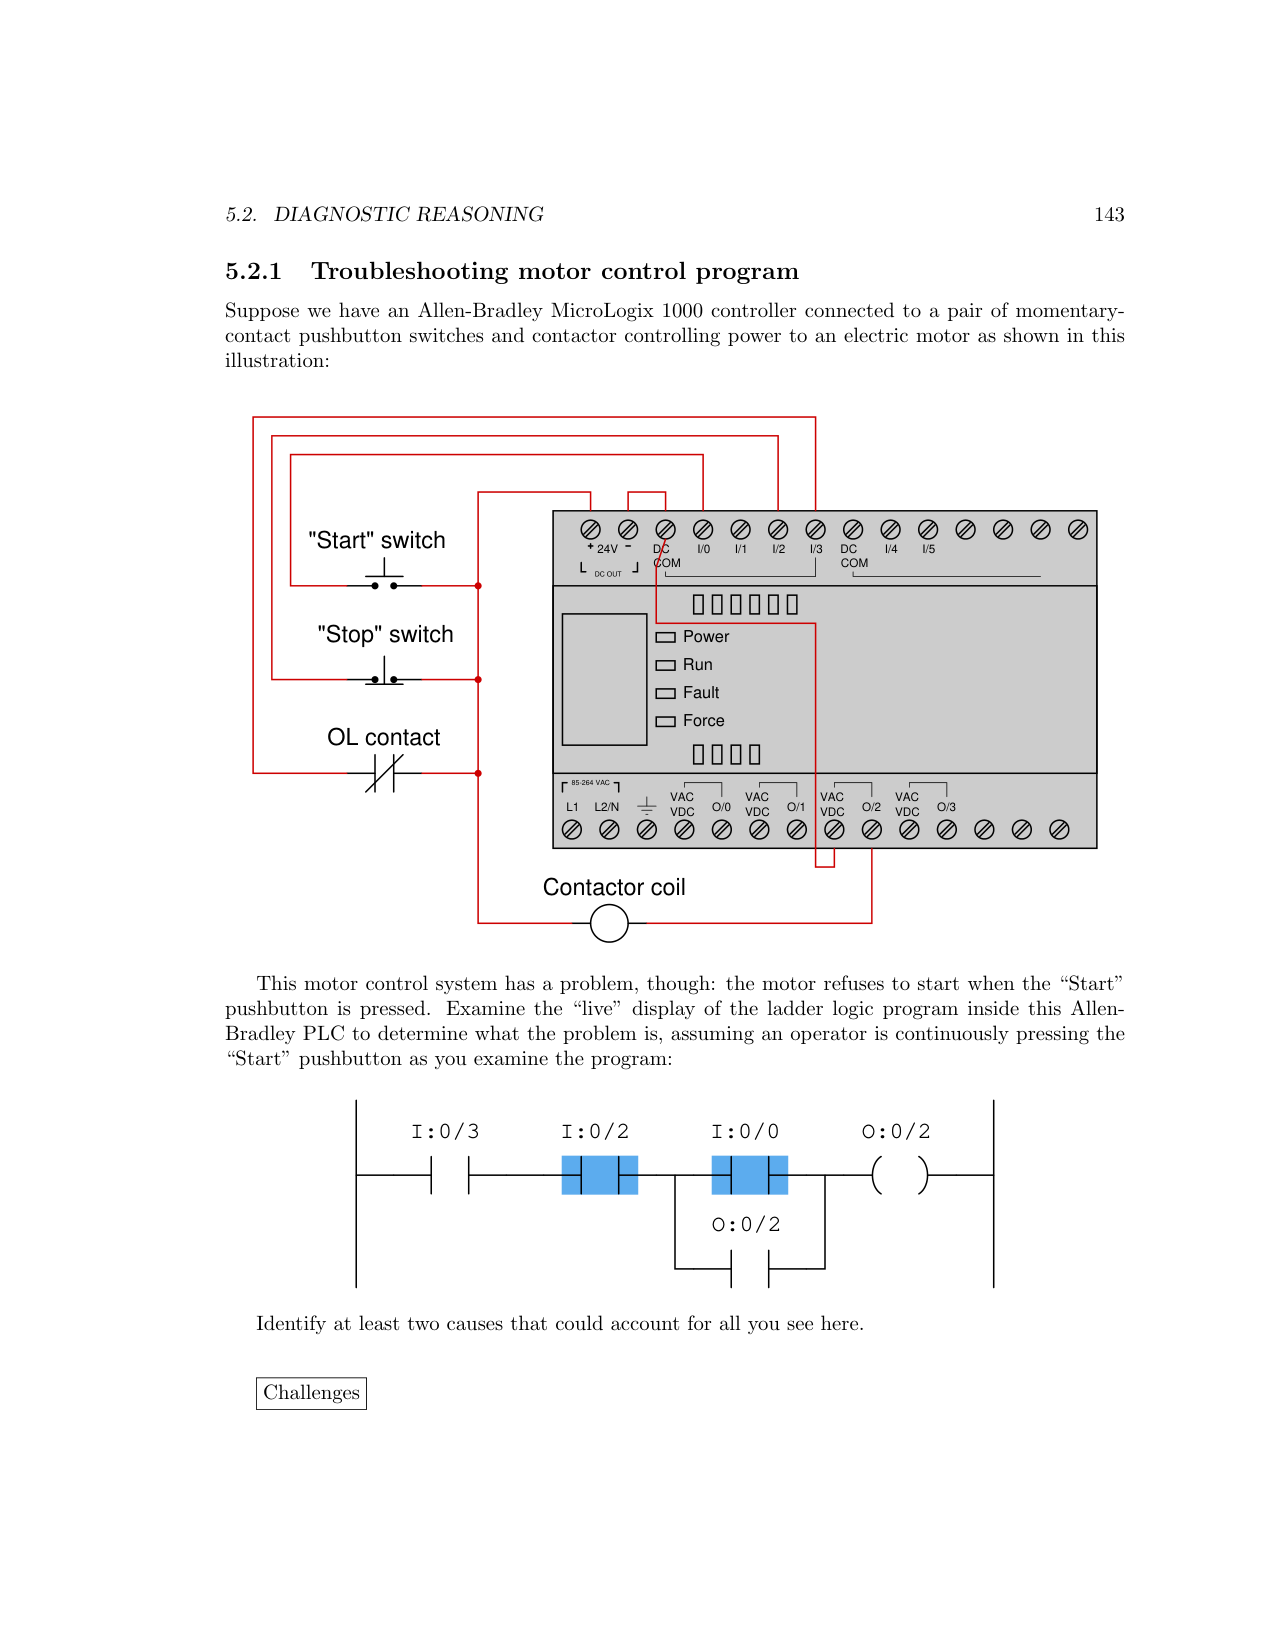 5.2. DIAGNOSTIC REASONING 143
5.2.1 Troubleshooting motor control program
Suppose we have an Allen-Bradley MicroLogix 1000 controller connected to a pair of momentary-
contact pushbutton switches and contactor controlling power to an electric motor as shown in this
illustration:
"Start" switch
"Stop" switch
OL contact
+ 24V -
DC OUT
DC
COM
I/0
I/1
I/2
I/3
DC
COM
I/4
I/5
Power
Run
Fault
Force
85-264 VAC
L1
L2/N
VAC
VDC
O/0
VAC
VDC
O/1
VAC
VDC
O/2
VAC
VDC
O/3
Contactor coil
This motor control system has a problem, though: the motor refuses to start when the “Start”
pushbutton is pressed. Examine the “live” display of the ladder logic program inside this Allen-
Bradley PLC to determine what the problem is, assuming an operator is continuously pressing the
“Start” pushbutton as you examine the program:
I:0/3 I:0/2 I:0/0 O:0/2
O:0/2
Identify at least two causes that could account for all you see here.
Challenges